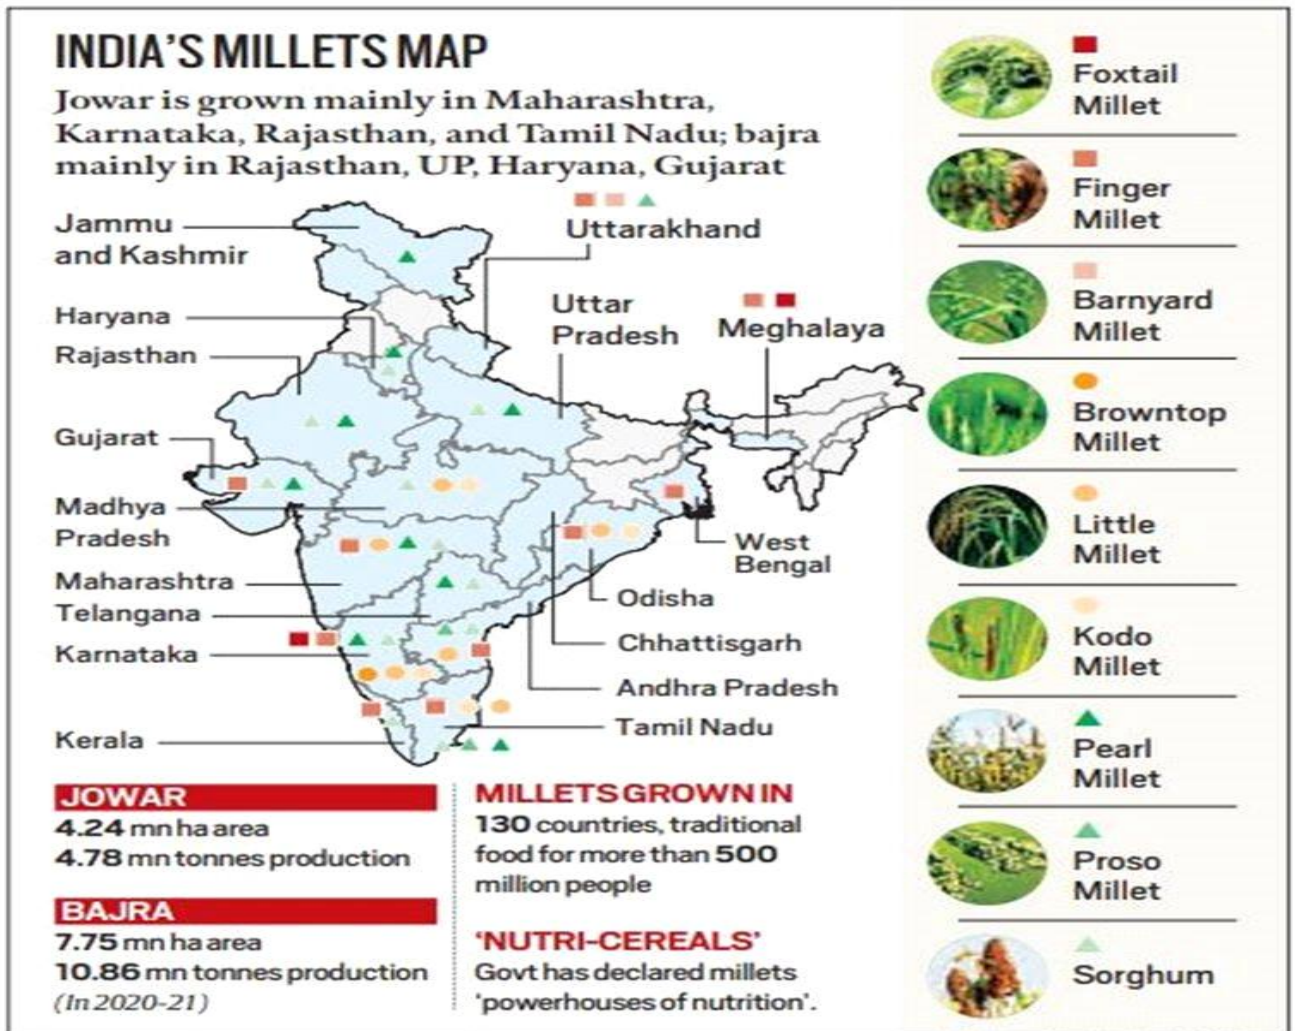 INDIA'S MILLETS MAP
Jowar is grown mainly in Maharashtra,
Karnataka, Rajasthan, and Tamil Nadu; bajra
mainly in Rajasthan, UP, Haryana, Gujarat
Jammu
and Kashmir
Haryana
Rajasthan
Gujarat
Madhya
Pradesh
Maharashtra
Telangana
Karnataka
Kerala
Uttarakhand
Uttar
Pradesh
Meghalaya
West
Bengal
Odisha
Chhattisgarh
Andhra Pradesh
Tamil Nadu
JOWAR
4.24 mn ha area
4.78 mn tonnes production
BAJRA
7.75 mn ha area
10.86 mn tonnes production
(In 2020-21)
MILLETS GROWN IN
130 countries, traditional
food for more than 500
million people
'NUTRI-CEREALS'
Govt has declared millets
'powerhouses of nutrition'.
Foxtail
Millet
Finger
Millet
Barnyard
Millet
Browntop
Millet
Little
Millet
Kodo
Millet
Pearl
Millet
Proso
Millet
Sorghum